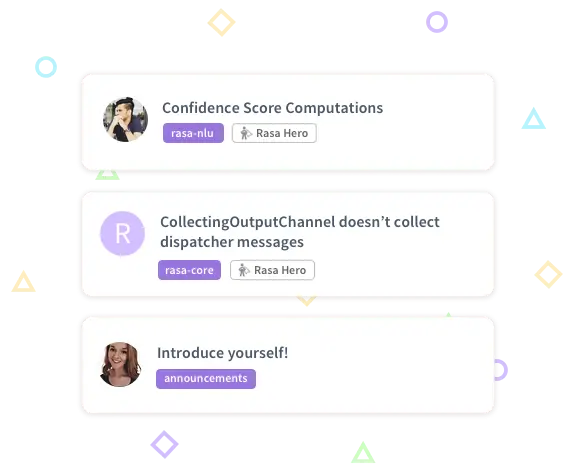 Confidence Score Computations
rasa-nlu Rasa Hero
R
CollectingOutputChannel doesn’t collect
dispatcher messages
rasa-core Rasa Hero
Introduce yourself!
announcements